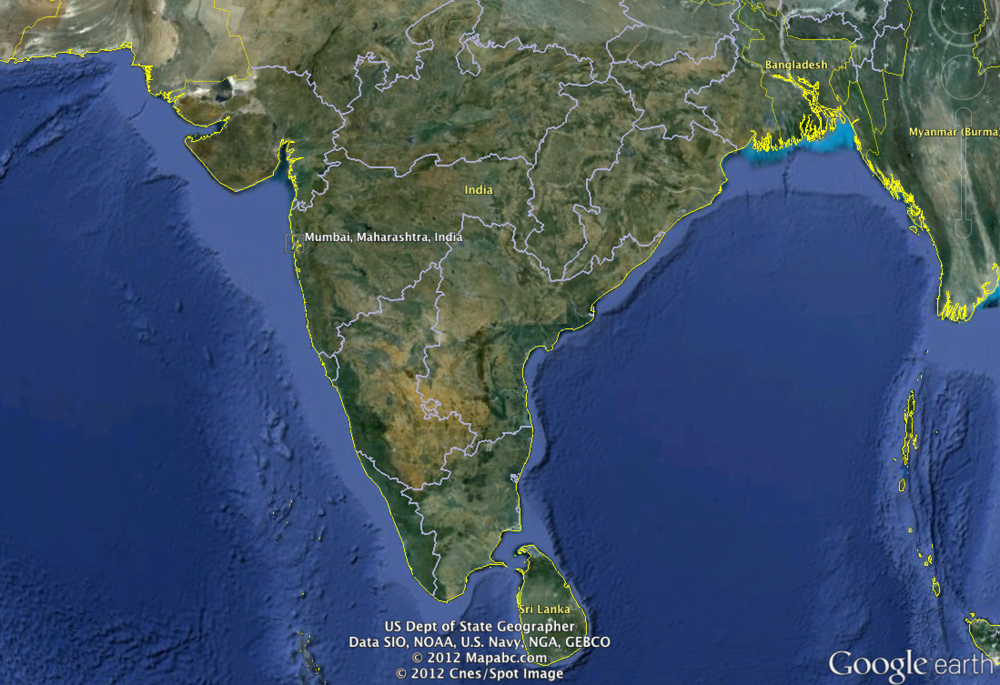 Bangladesh
Myanmar (Burma)
India
Mumbai, Maharashtra, India
Sri Lanka
US Dept of State Geographer
Data SIO, NOAA, U.S. Navy, NGA, GEBCO
© 2012 Mapabc.com
© 2012 Cnes/Spot Image
Google earth